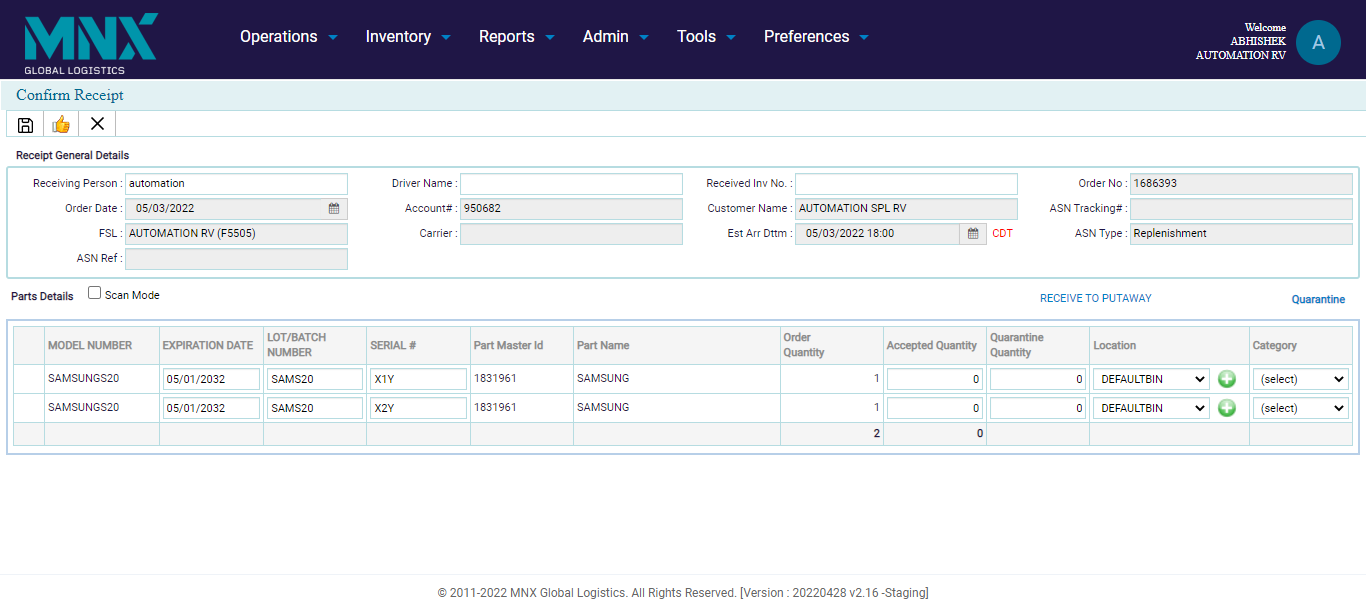 MNX
GLOBAL LOGISTICS
Operations Inventory Reports Admin Tools Preferences
Welcome
ABHISHEK
AUTOMATION RV
A
Confirm Receipt
Receipt General Details
Receiving Person : automation Driver Name : Received Inv No. : Order No : 1686393
Order Date : 05/03/2022 Account# : 950682 Customer Name : AUTOMATION SPL RV ASN Tracking# :
FSL : AUTOMATION RV (F5505) Carrier : Est Arr Dttm : 05/03/2022 18:00 CDT ASN Type : Replenishment
ASN Ref :
Parts Details Scan Mode RECEIVE TO PUTAWAY Quarantine
MODEL NUMBER EXPIRATION DATE LOT/BATCH NUMBER SERIAL # Part Master Id Part Name Order Quantity Accepted Quantity Quarantine Quantity Location Category
SAMSUNGS20 05/01/2032 SAMS20 X1Y 1831961 SAMSUNG 1 0 0 DEFAULTBIN (select)
SAMSUNGS20 05/01/2032 SAMS20 X2Y 1831961 SAMSUNG 1 0 0 DEFAULTBIN (select)
2 0
© 2011-2022 MNX Global Logistics. All Rights Reserved. [Version : 20220428 v2.16 -Staging]